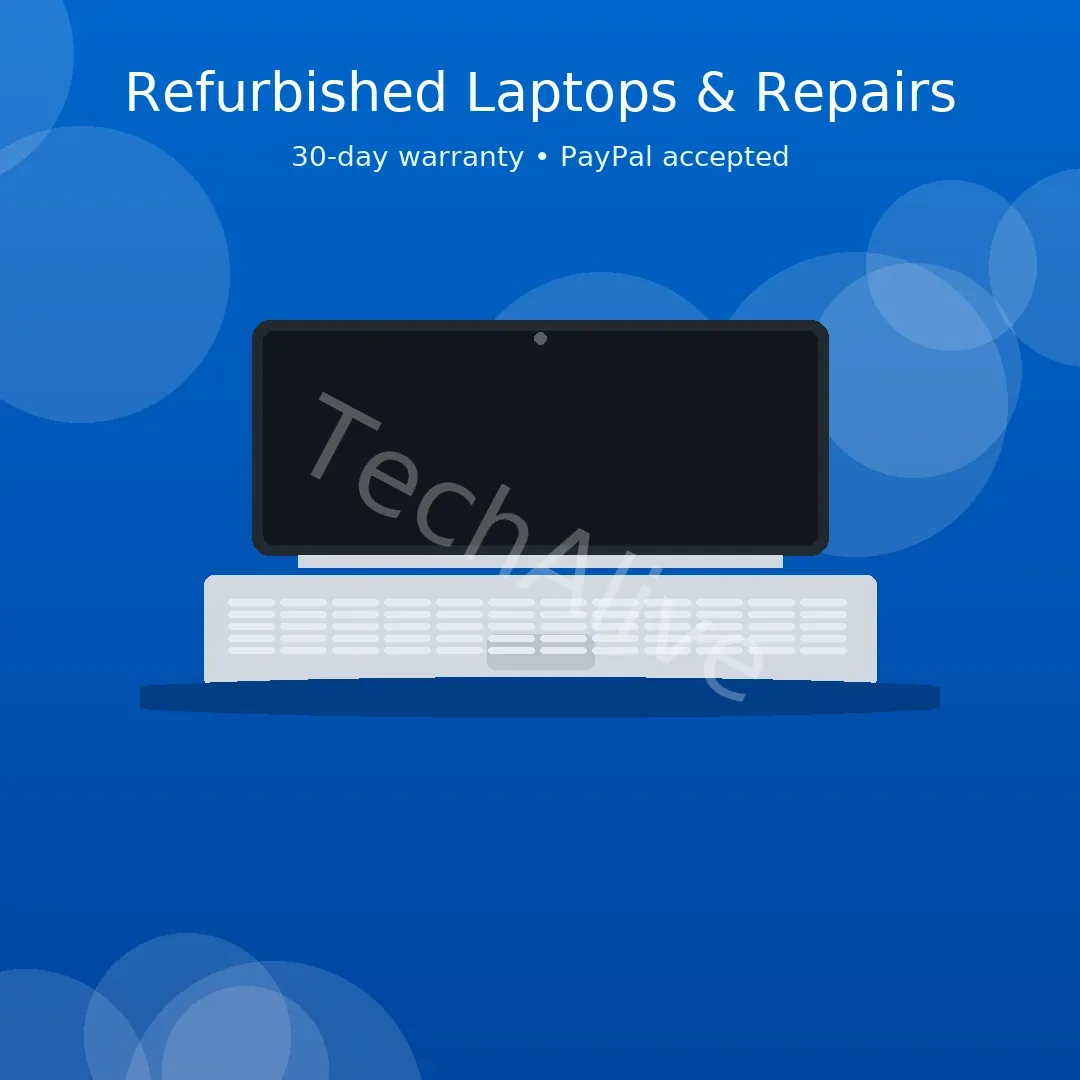 Refurbished Laptops & Repairs
30-day warranty • PayPal accepted
TechAlive